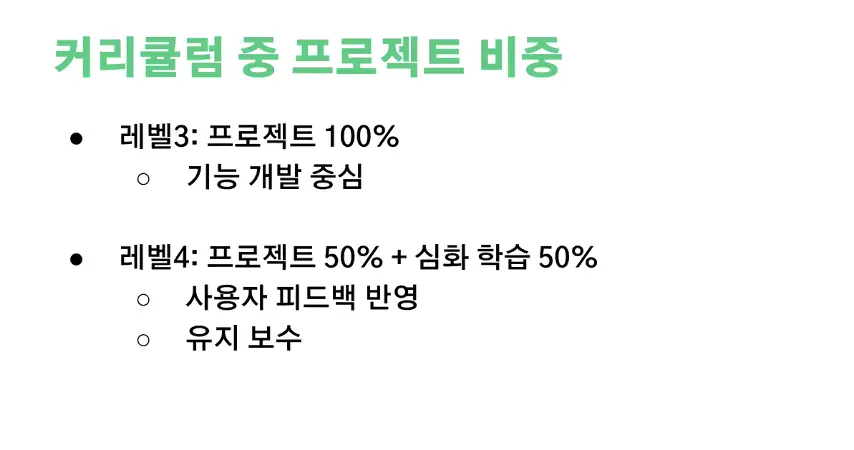 커리큘럼 중 프로젝트 비중
● 레벨3: 프로젝트 100%
○ 기능 개발 중심
● 레벨4: 프로젝트 50% + 심화 학습 50%
○ 사용자 피드백 반영
○ 유지 보수